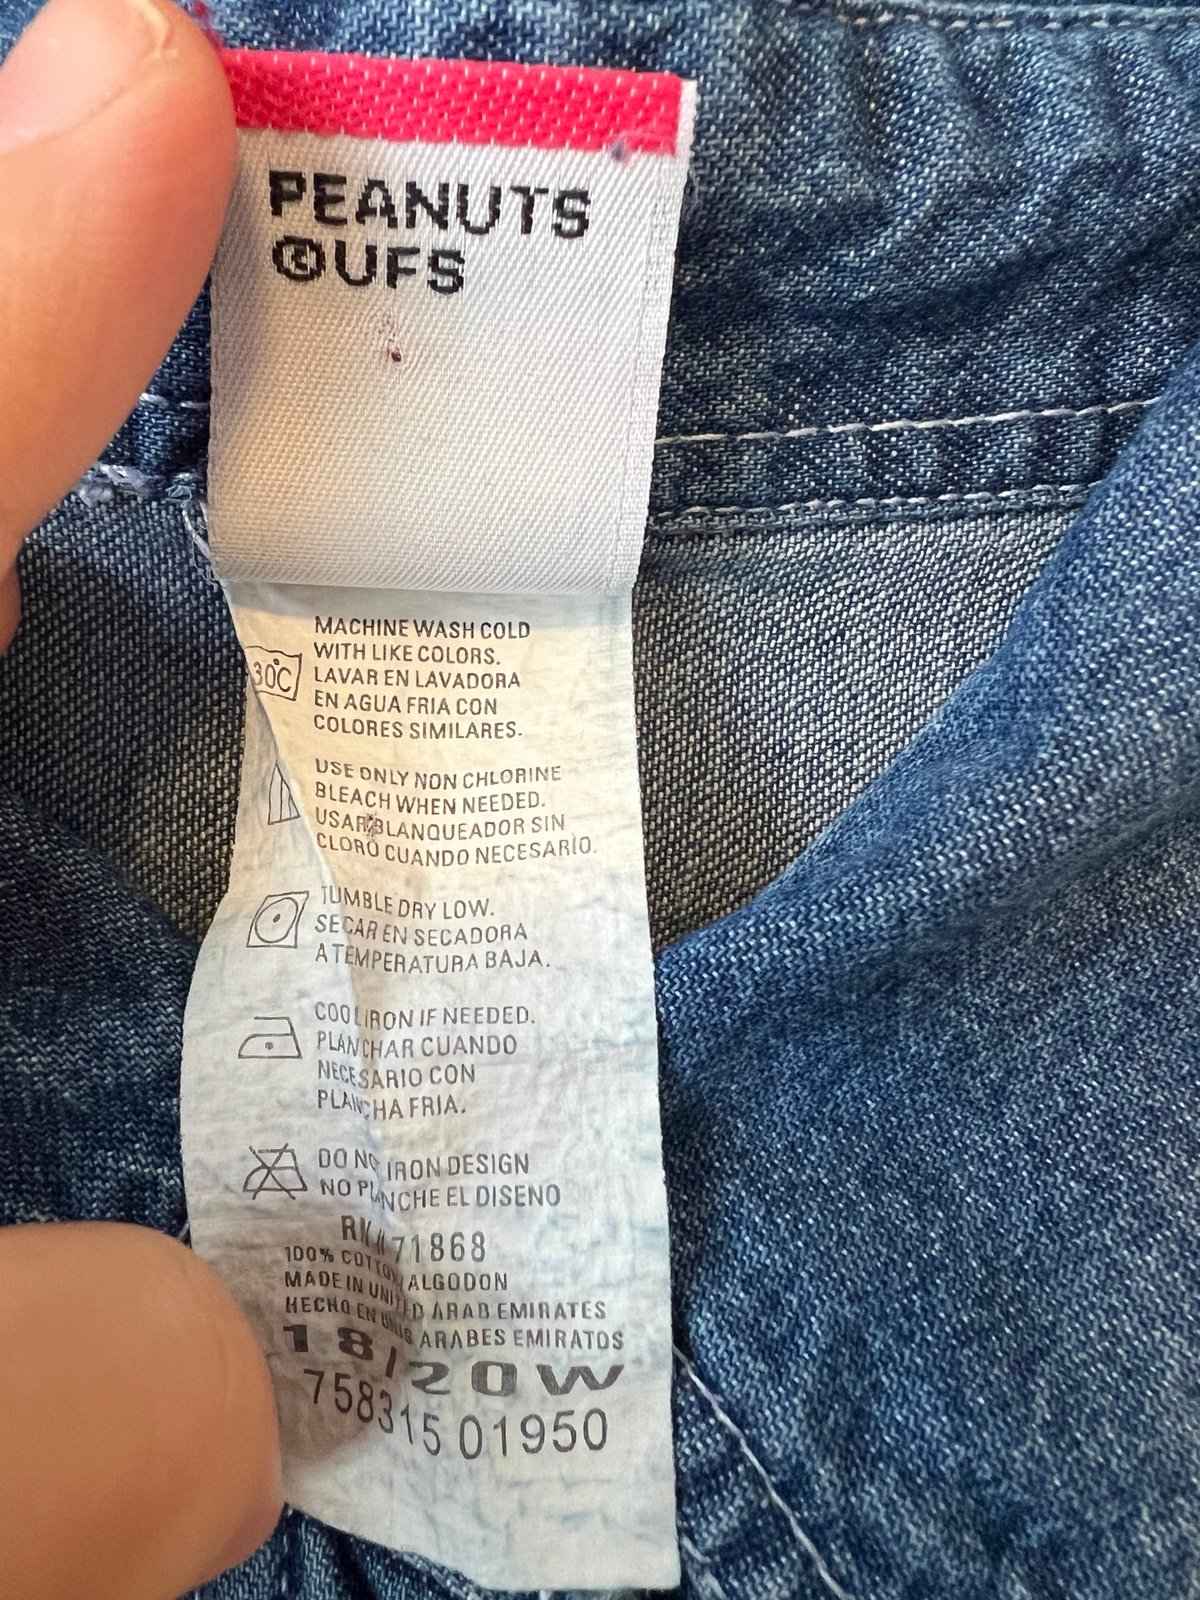 PEANUTS
©UFS
MACHINE WASH COLD
WITH LIKE COLORS.
30°C
LAVAR EN LAVADORA
EN AGUA FRIA CON
COLORES SIMILARES.
USE ONLY NON CHLORINE
BLEACH WHEN NEEDED.
USAR BLANQUEADOR SIN
CLORO CUANDO NECESARIO.
TUMBLE DRY LOW.
SECAR EN SECADORA
A TEMPERATURA BAJA.
COOL IRON IF NEEDED.
PLANCHAR CUANDO
NECESARIO CON
PLANCHA FRIA.
DO NOT IRON DESIGN
NO PLANCHE EL DISENO
RN# 71868
100% COTTON/ALGODON
MADE IN UNITED ARAB EMIRATES
HECHO EN UNIS ARABES EMIRATOS
18/20W
758315 01950